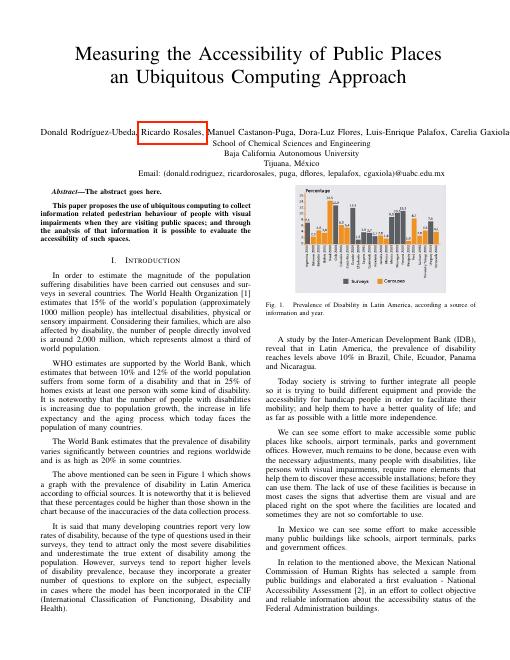 Measuring the Accessibility of Public Places
an Ubiquitous Computing Approach
Donald Rodríguez-Ubeda, Ricardo Rosales, Manuel Castanon-Puga, Dora-Luz Flores, Luis-Enrique Palafox, Carelia Gaxiola
School of Chemical Sciences and Engineering
Baja California Autonomous University
Tijuana, México
Email: (donald.rodriguez, ricardorosales, puga, dflores, lepalafox, cgaxiola)@uabc.edu.mx
Abstract—The abstract goes here.
This paper proposes the use of ubiquitous computing to collect
information related pedestrian behaviour of people with visual
impairments when they are visiting public spaces; and through
the analysis of that information it is possible to evaluate the
accessibility of such spaces.
I. Introduction
In order to estimate the magnitude of the population
suffering disabilities have been carried out censuses and sur-
veys in several countries. The World Health Organization [1]
estimates that 15% of the world's population (approximately
1000 million people) has intellectual disabilities, physical or
sensory impairment. Considering their families, which are also
affected by disability, the number of people directly involved
is around 2,000 million, which represents almost a third of
world population.
WHO estimates are supported by the World Bank, which
estimates that between 10% and 12% of the world population
suffers from some form of a disability and that in 25% of
homes exists at least one person with some kind of disability.
It is noteworthy that the number of people with disabilities
is increasing due to population growth, the increase in life
expectancy and the aging process which today faces the
population of many countries.
The World Bank estimates that the prevalence of disability
varies significantly between countries and regions worldwide
and is as high as 20% in some countries.
The above mentioned can be seen in Figure 1 which shows
a graph with the prevalence of disability in Latin America
according to official sources. It is noteworthy that it is believed
that these percentages could be higher than those shown in the
chart because of the inaccuracies of the data collection process.
It is said that many developing countries report very low
rates of disability, because of the type of questions used in their
surveys, they tend to attract only the most severe disabilities
and underestimate the true extent of disability among the
population. However, surveys tend to report higher levels
of disability prevalence, because they incorporate a greater
number of questions to explore on the subject, especially
in cases where the model has been incorporated in the CIF
(International Classification of Functioning, Disability and
Health).
Percentage
Surveys Censuses
Fig. 1. Prevalence of Disability in Latin America, according a source of
information and year.
A study by the Inter-American Development Bank (IDB),
reveal that in Latin America, the prevalence of disability
reaches levels above 10% in Brazil, Chile, Ecuador, Panama
and Nicaragua.
Today society is striving to further integrate all people
so it is trying to build different equipment and provide the
accessibility for handicap people in order to facilitate their
mobility; and help them to have a better quality of life; and
as far as possible with a little more independence.
We can see some effort to make accessible some public
places like schools, airport terminals, parks and government
offices. However, much remains to be done, because even with
the necessary adjustments, many people with disabilities, like
persons with visual impairments, require more elements that
help them to discover these accessible installations; before they
can use them. The lack of use of these facilities is because in
most cases the signs that advertise them are visual and are
placed right on the spot where the facilities are located and
sometimes they are not so comfortable to use.
In Mexico we can see some effort to make accessible
many public buildings like schools, airport terminals, parks
and government offices.
In relation to the mentioned above, the Mexican National
Commission of Human Rights has selected a sample from
public buildings and elaborated a first evaluation - National
Accessibility Assessment [2], in an effort to collect objective
and reliable information about the accessibility status of the
Federal Administration buildings.